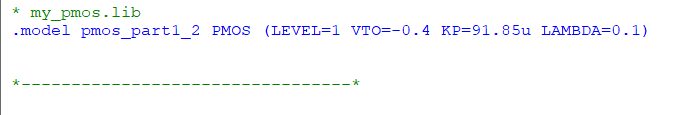 * my_pmos.lib
.model pmos_part1_2 PMOS (LEVEL=1 VTO=-0.4 KP=91.85u LAMBDA=0.1)
*---------------------------------*